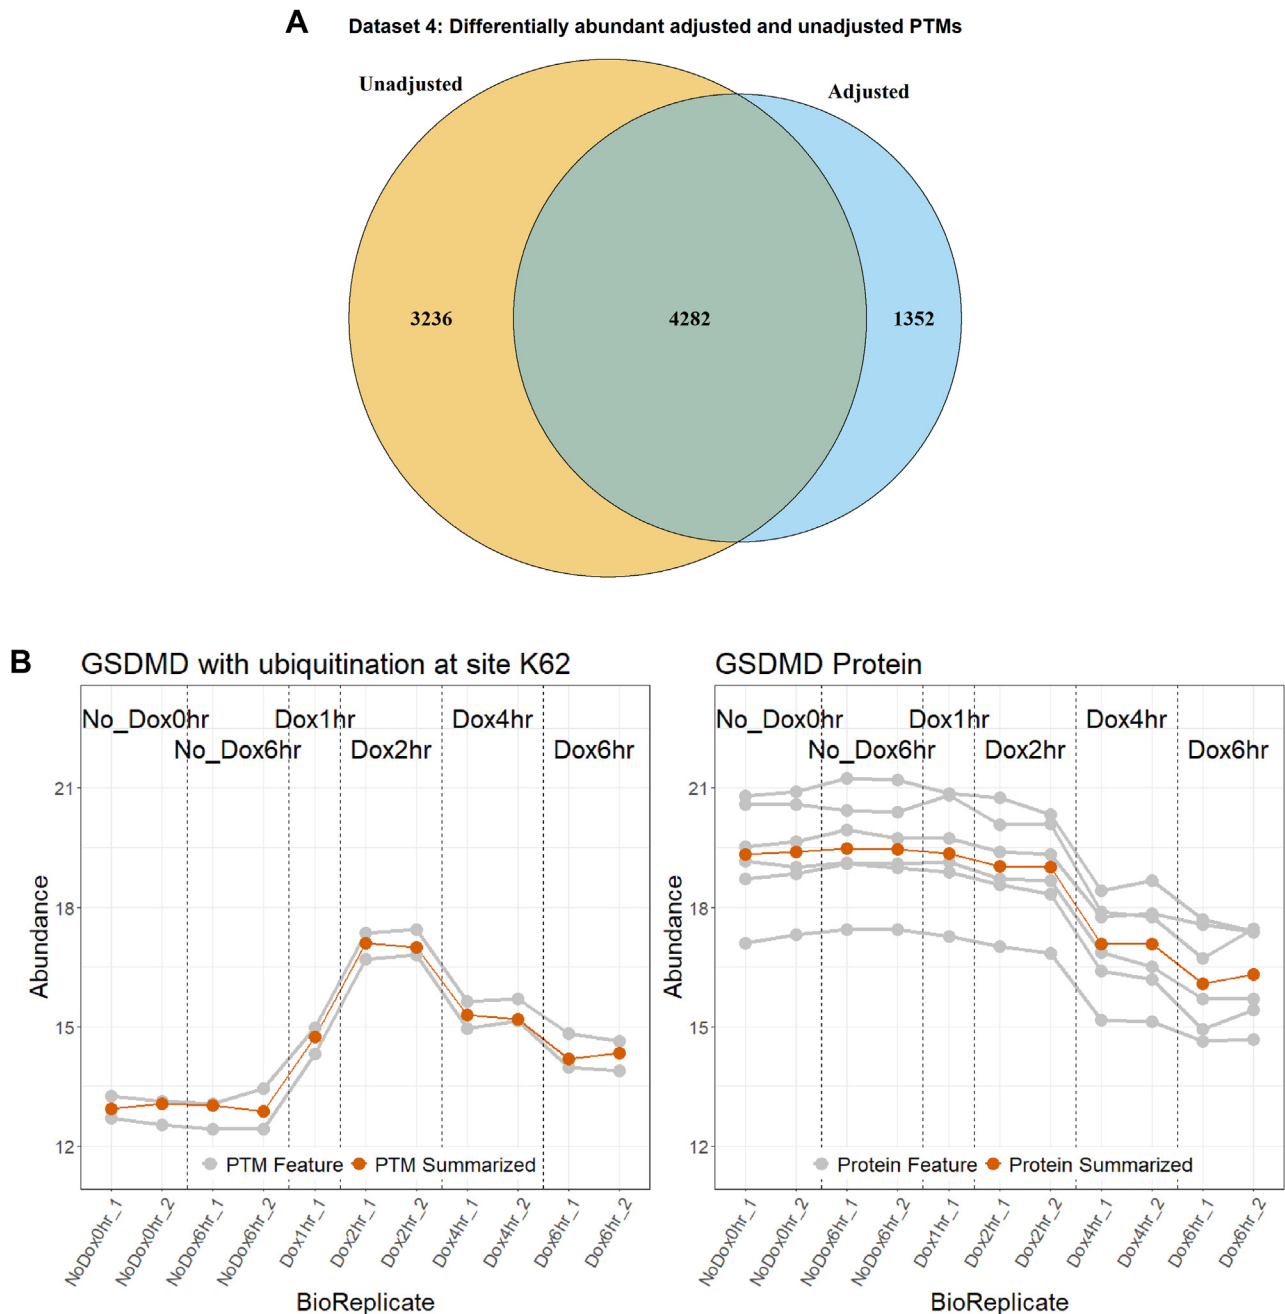 A
Dataset 4: Differentially abundant adjusted and unadjusted PTMs
Unadjusted
Adjusted
3236
4282
1352
B
GSDMD with ubiquitination at site K62
No_Dox0hr
Dox1hr
Dox4hr
No_Dox6hr
Dox2hr
Dox6hr
21
18
15
12
Abundance
PTM Feature
PTM Summarized
NoDox0hr_1
NoDox0hr_2
NoDox6hr_1
NoDox6hr_2
Dox1hr_1
Dox2hr_1
Dox2hr_2
Dox4hr_1
Dox4hr_2
Dox6hr_1
Dox6hr_2
BioReplicate
GSDMD Protein
No_Dox0hr
Dox1hr
Dox4hr
No_Dox6hr
Dox2hr
Dox6hr
21
18
15
12
Abundance
Protein Feature
Protein Summarized
NoDox0hr_1
NoDox0hr_2
NoDox6hr_1
NoDox6hr_2
Dox1hr_1
Dox2hr_1
Dox2hr_2
Dox4hr_1
Dox4hr_2
Dox6hr_1
Dox6hr_2
BioReplicate